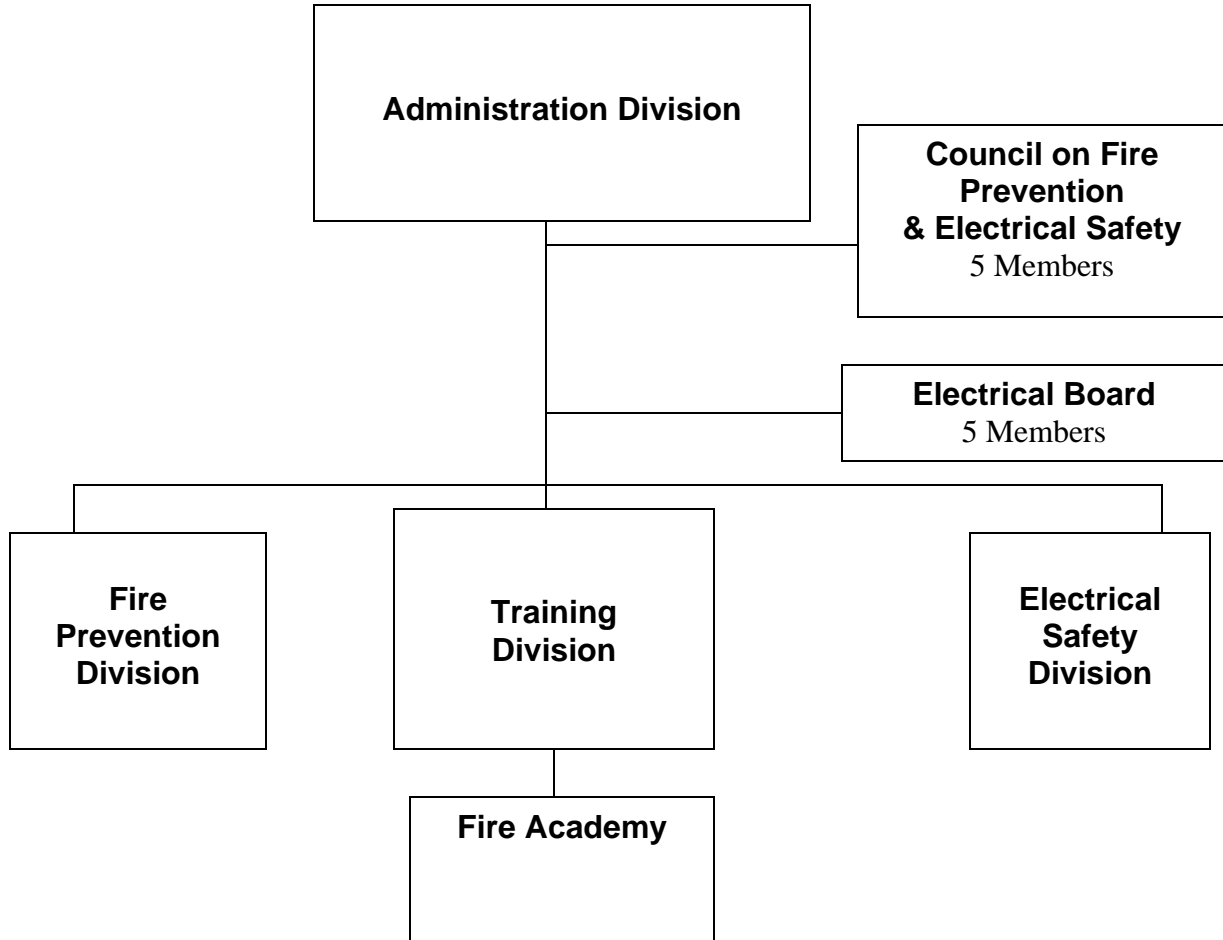 Administration Division
Council on Fire
Prevention
& Electrical Safety
5 Members
Electrical Board
5 Members
Fire
Prevention
Division
Training
Division
Electrical
Safety
Division
Fire Academy